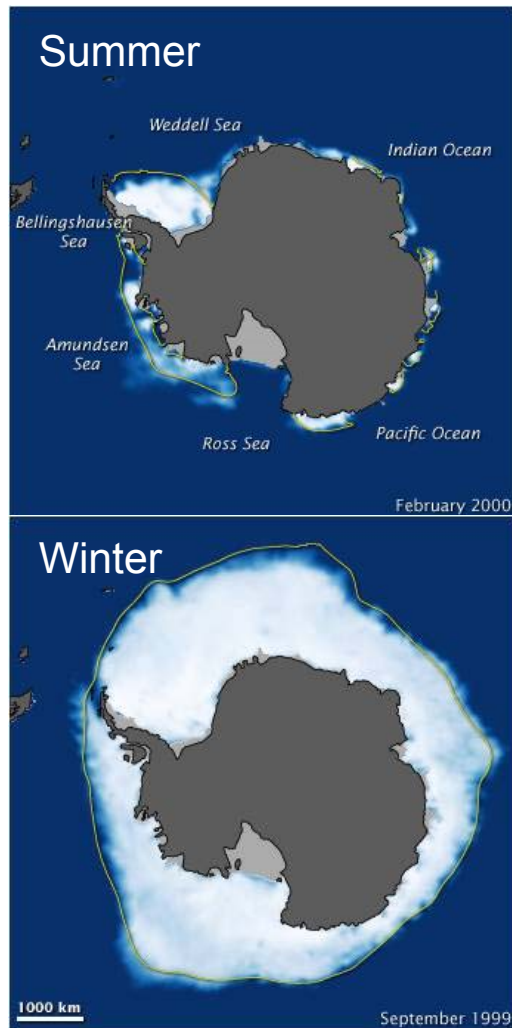 Summer
Weddell Sea
Indian Ocean
Bellingshausen
Sea
Amundsen
Sea
Ross Sea
Pacific Ocean
February 2000
Winter
1000 km
September 1999